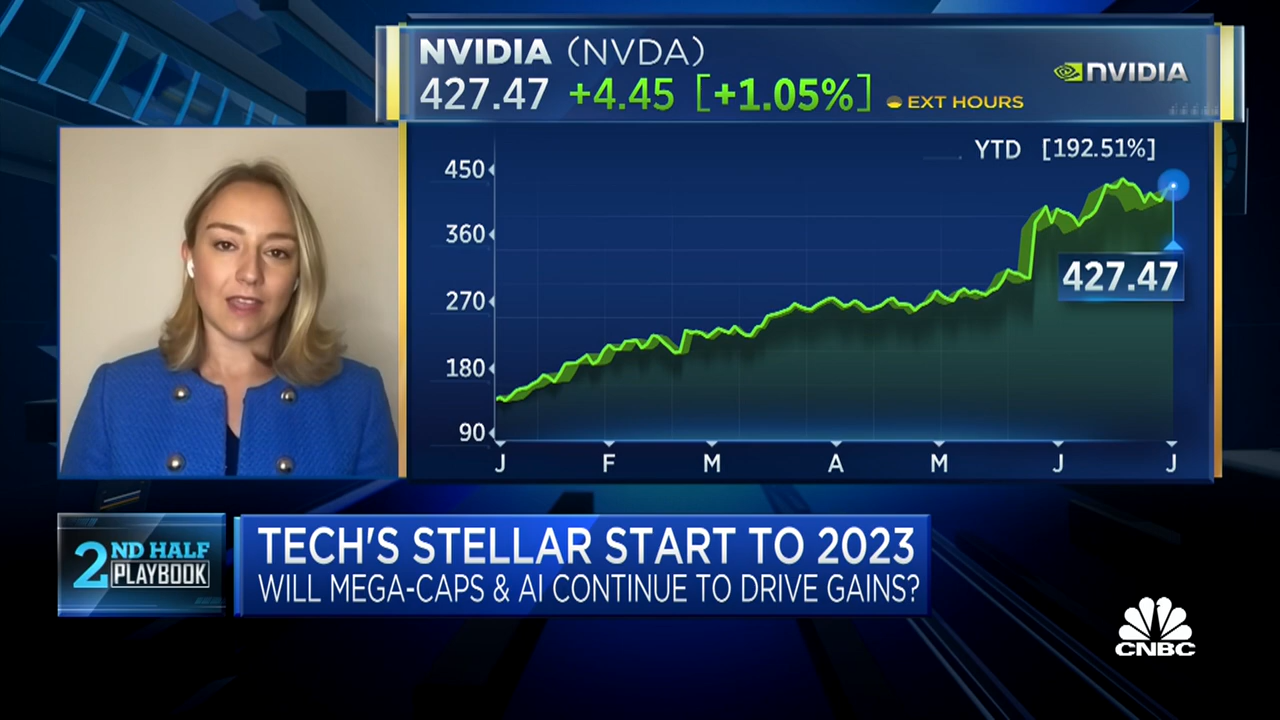 NVIDIA (NVDA)
427.47 +4.45 [+1.05%] EXT HOURS
NVIDIA
YTD [192.51%]
450
360
270
180
90
427.47
J F M A M J J
2ND HALF
PLAYBOOK
TECH'S STELLAR START TO 2023
WILL MEGA-CAPS & AI CONTINUE TO DRIVE GAINS?
CNBC